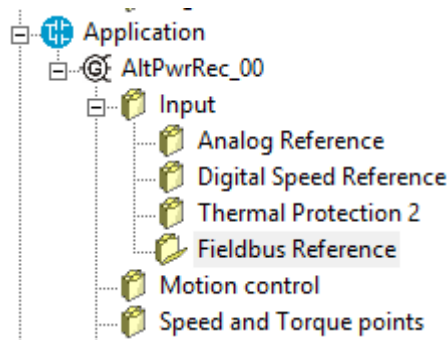 Application
AltPwrRec_00
Input
Analog Reference
Digital Speed Reference
Thermal Protection 2
Fieldbus Reference
Motion control
Speed and Torque points